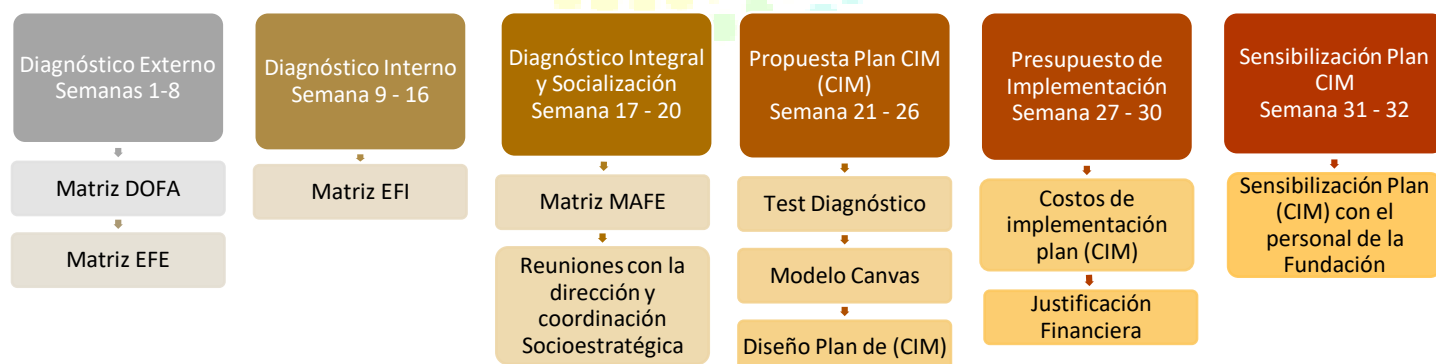 Diagnóstico Externo
Semanas 1-8
Matriz DOFA
Matriz EFE
Diagnóstico Interno
Semana 9 - 16
Matriz EFI
Diagnóstico Integral
y Socialización
Semana 17 - 20
Matriz MAFE
Reuniones con la
dirección y
coordinación
Socioestratégica
Propuesta Plan CIM
(CIM)
Semana 21 - 26
Test Diagnóstico
Modelo Canvas
Diseño Plan de (CIM)
Presupuesto de
Implementación
Semana 27 - 30
Costos de
implementación
plan (CIM)
Justificación
Financiera
Sensibilización Plan
CIM
Semana 31 - 32
Sensibilización Plan
(CIM) con el
personal de la
Fundación